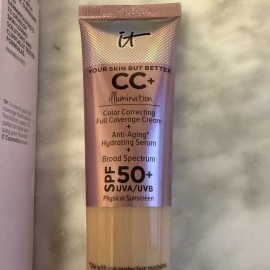 it
YOUR SKIN BUT BETTER
CC+
illumination
Color Correcting
Full Coverage Cream
+
Anti-Aging*
Hydrating Serum
+
Broad Spectrum
SPF 50+
UVA/UVB
Physical Sunscreen